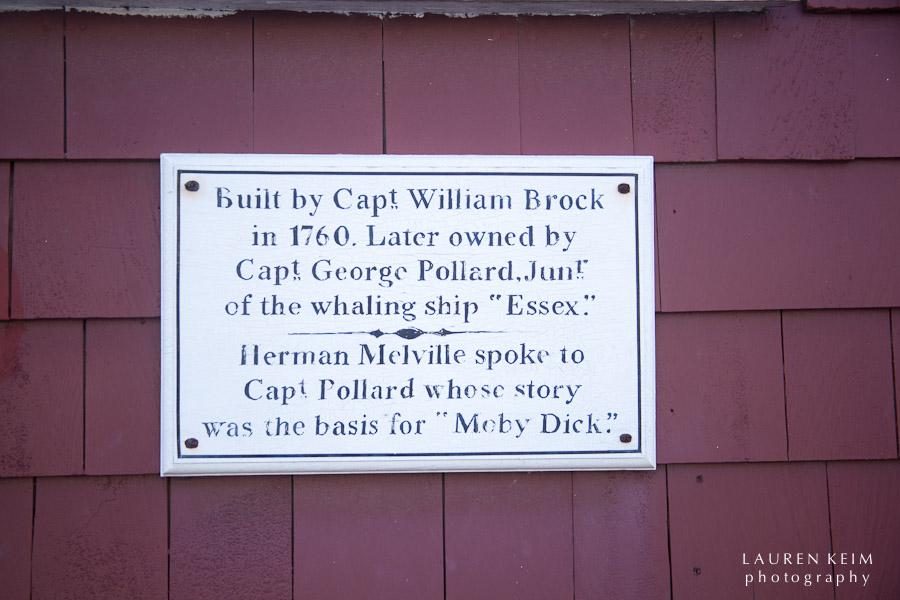 Built by Capt William Brock
in 1760. Later owned by
Capt George Pollard, Junr
of the whaling ship "Essex."
Herman Melville spoke to
Capt Pollard whose story
was the basis for "Moby Dick."
LAUREN KEIM
photography